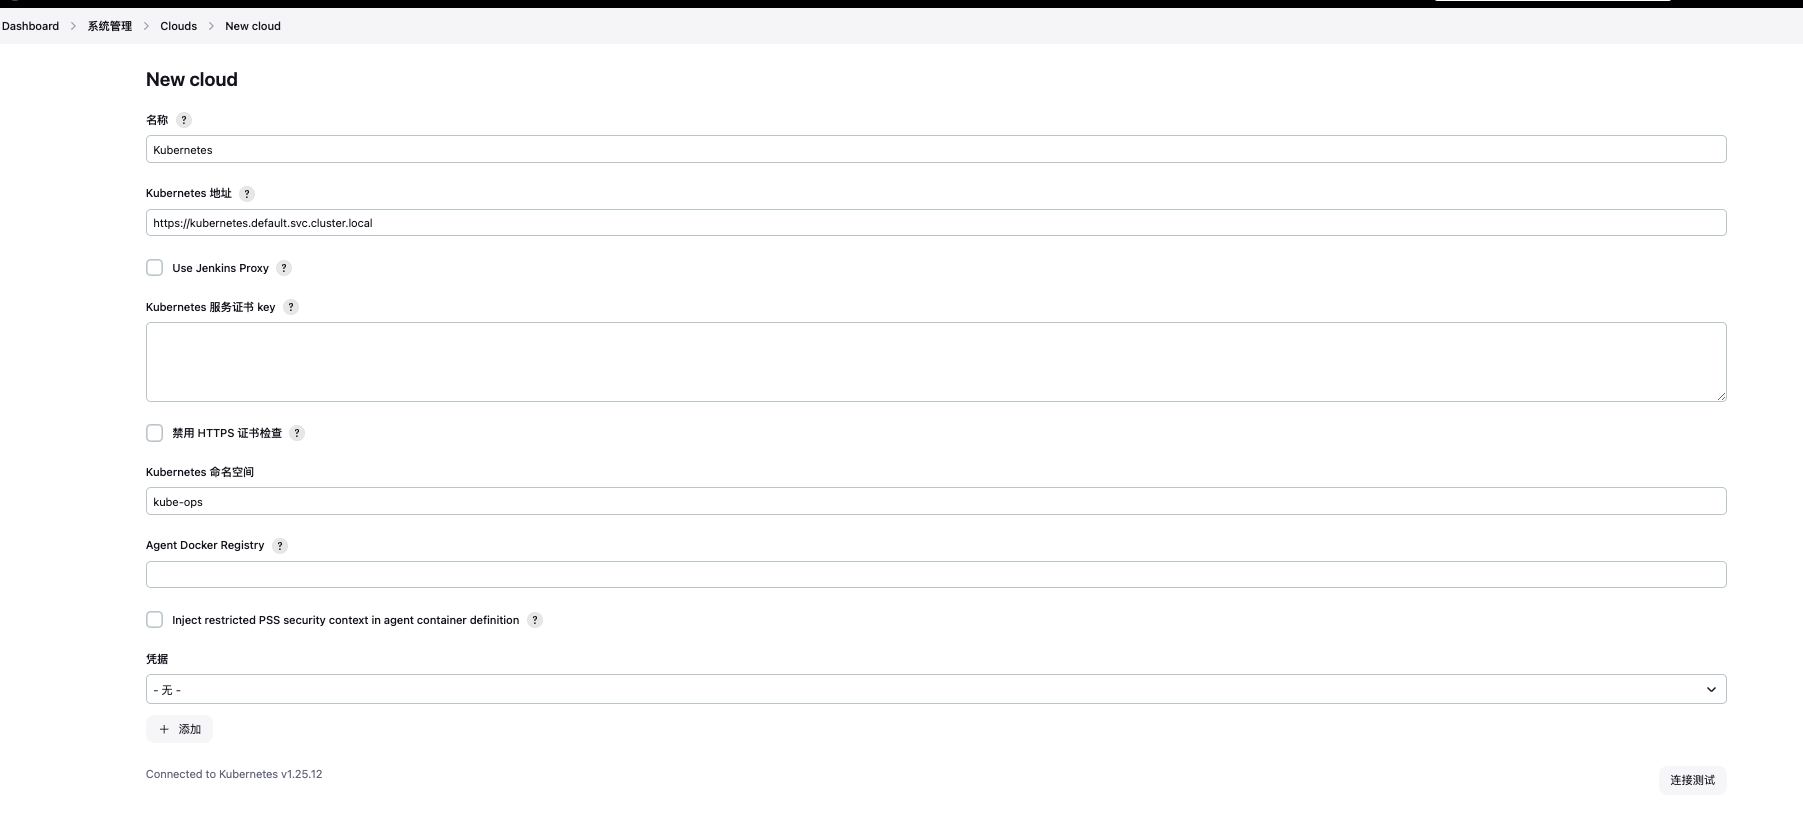 Dashboard > 系统管理 > Clouds > New cloud
New cloud
名称 ?
Kubernetes
Kubernetes 地址 ?
https://kubernetes.default.svc.cluster.local
Use Jenkins Proxy ?
Kubernetes 服务证书 key ?
禁用 HTTPS 证书检查 ?
Kubernetes 命名空间
kube-ops
Agent Docker Registry ?
Inject restricted PSS security context in agent container definition ?
凭据
- 无 -
+ 添加
Connected to Kubernetes v1.25.12
连接测试